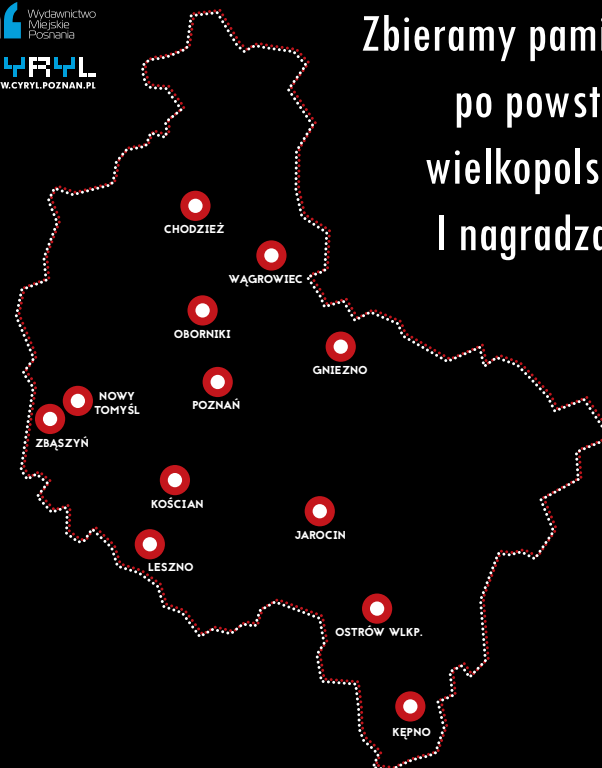 Wydawnictwo
Miejskie
Posnania
YRYL
W.CYRYL.POZNAN.PL
Zbieramy pami
po powst
wielkopols
I nagradza
CHODZIEŻ
WĄGROWIEC
OBORNIKI
GNIEZNO
NOWY
TOMYŚL
POZNAŃ
ZBĄSZYŃ
KOŚCIAN
JAROCIN
LESZNO
OSTRÓW WLKP.
KĘPNO